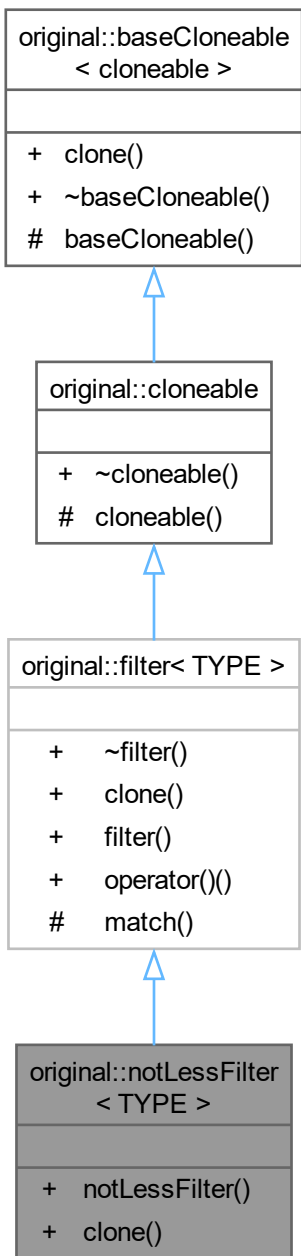 original::baseCloneable
< cloneable >
+ clone()
+ ~baseCloneable()
# baseCloneable()
original::cloneable
+ ~cloneable()
# cloneable()
original::filter< TYPE >
+ ~filter()
+ clone()
+ filter()
+ operator()()
# match()
original::notLessFilter
< TYPE >
+ notLessFilter()
+ clone()